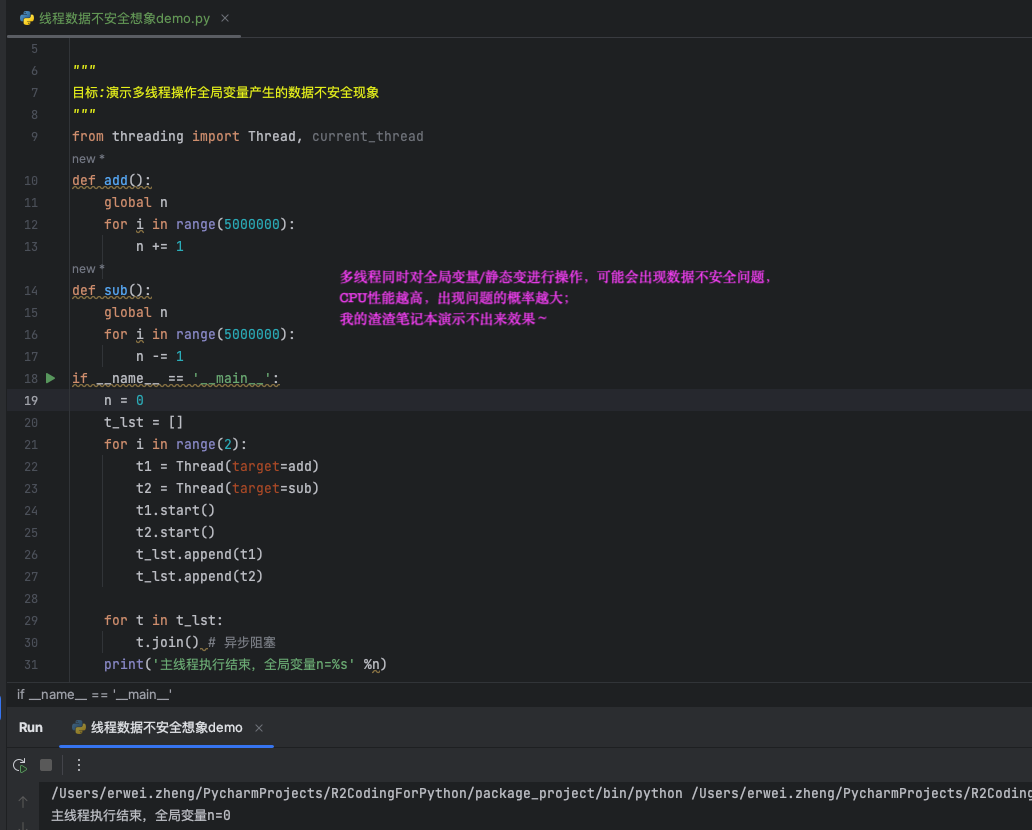 线程数据不安全想象demo.py ×
5
6 """
7 目标:演示多线程操作全局变量产生的数据不安全现象
8 """
9 from threading import Thread, current_thread
new *
10 def add():
11 global n
12 for i in range(5000000):
13 n += 1
new *
14 def sub():
15 global n
16 for i in range(5000000):
17 n -= 1
多线程同时对全局变量/静态变进行操作，可能会出现数据不安全问题，
CPU性能越高，出现问题的概率越大；
我的渣渣笔记本演示不出来效果～
18 if __name__ == '__main__':
19 n = 0
20 t_lst = []
21 for i in range(2):
22 t1 = Thread(target=add)
23 t2 = Thread(target=sub)
24 t1.start()
25 t2.start()
26 t_lst.append(t1)
27 t_lst.append(t2)
28
29 for t in t_lst:
30 t.join() # 异步阻塞
31 print('主线程执行结束，全局变量n=%s' %n)
if __name__ == '__main__'
Run 线程数据不安全想象demo ×
/Users/erwei.zheng/PycharmProjects/R2CodingForPython/package_project/bin/python /Users/erwei.zheng/PycharmProjects/R2Coding
主线程执行结束，全局变量n=0